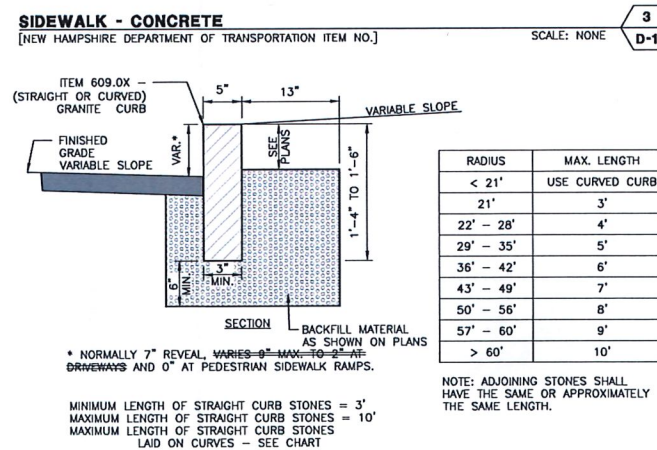 SIDEWALK - CONCRETE
[NEW HAMPSHIRE DEPARTMENT OF TRANSPORTATION ITEM NO.]
SCALE: NONE
3
D-1
ITEM 609.0X
(STRAIGHT OR CURVED)
GRANITE CURB
5"
13"
VARIABLE SLOPE
FINISHED
GRADE
VARIABLE SLOPE
VAR.*
SEE
PLANS
1'-4" TO 1'-6"
6"
MIN.
3"
MIN.
SECTION
BACKFILL MATERIAL
AS SHOWN ON PLANS
* NORMALLY 7" REVEAL, VARIES 9" MAX. TO 2" AT
DRIVEWAYS AND 0" AT PEDESTRIAN SIDEWALK RAMPS.
MINIMUM LENGTH OF STRAIGHT CURB STONES = 3'
MAXIMUM LENGTH OF STRAIGHT CURB STONES = 10'
MAXIMUM LENGTH OF STRAIGHT CURB STONES
LAID ON CURVES - SEE CHART
RADIUS MAX. LENGTH
< 21' USE CURVED CURB
21' 3'
22' - 28' 4'
29' - 35' 5'
36' - 42' 6'
43' - 49' 7'
50' - 56' 8'
57' - 60' 9'
> 60' 10'
NOTE: ADJOINING STONES SHALL
HAVE THE SAME OR APPROXIMATELY
THE SAME LENGTH.